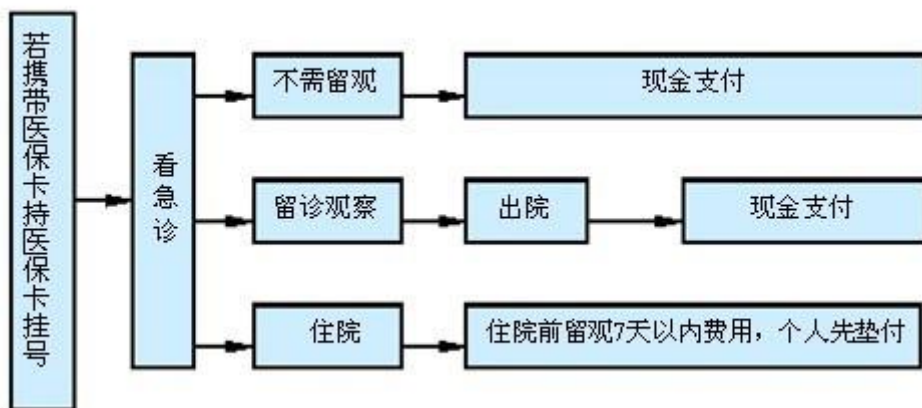 若携带医保卡持医保卡挂号
看急诊
不需留观
现金支付
留诊观察
出院
现金支付
住院
住院前留观7天以内费用，个人先垫付